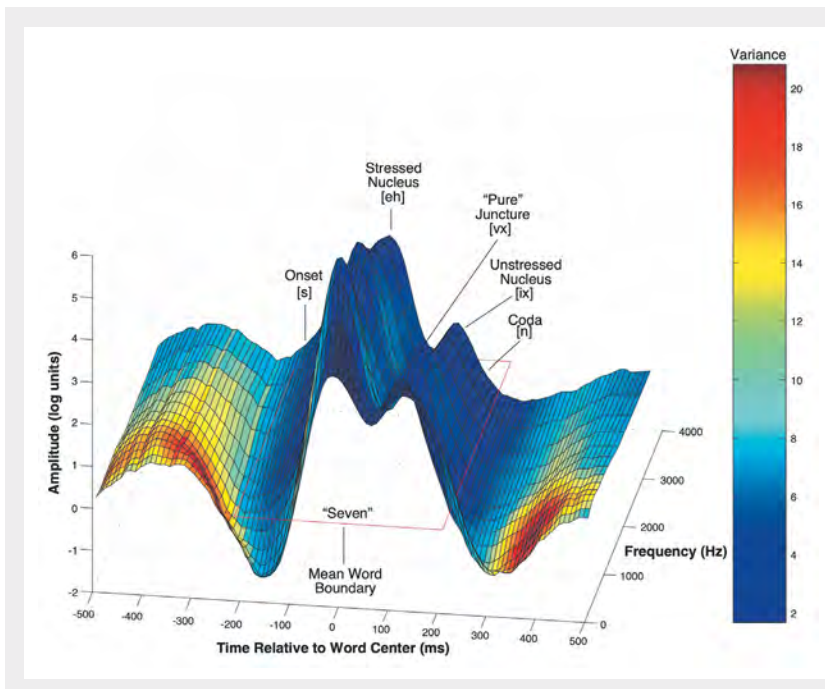 Variance
20
18
16
14
12
10
8
6
4
2
Stressed
Nucleus
[eh]
"Pure"
Juncture
[vx]
Onset
[s]
Unstressed
Nucleus
[ix]
Coda
[n]
6
5
4
3
2
1
0
-1
-2
Amplitude (log units)
"Seven"
Mean Word
Boundary
4000
3000
2000
1000
0
Frequency (Hz)
-500
-400
-300
-200
-100
0
100
200
300
400
500
Time Relative to Word Center (ms)